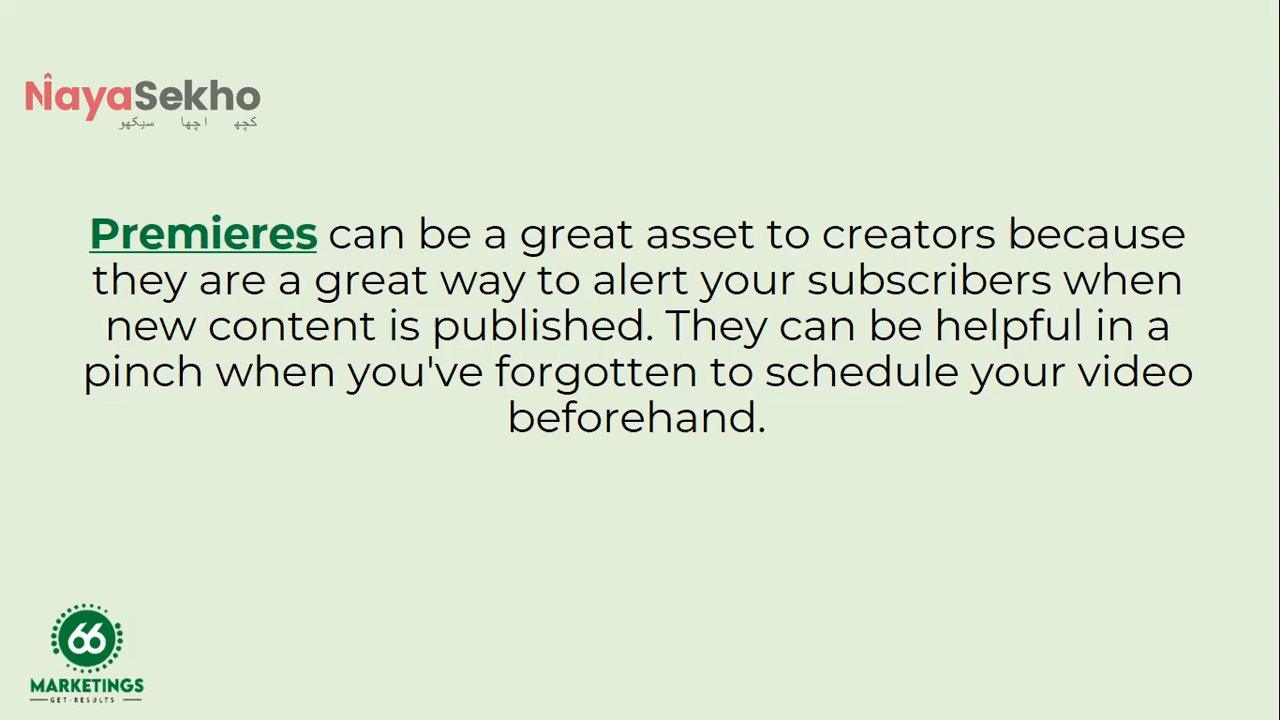 NayaSekho
کچھ اچھا سیکھو
Premieres can be a great asset to creators because
they are a great way to alert your subscribers when
new content is published. They can be helpful in a
pinch when you've forgotten to schedule your video
beforehand.
66
MARKETINGS
GET-RESULTS